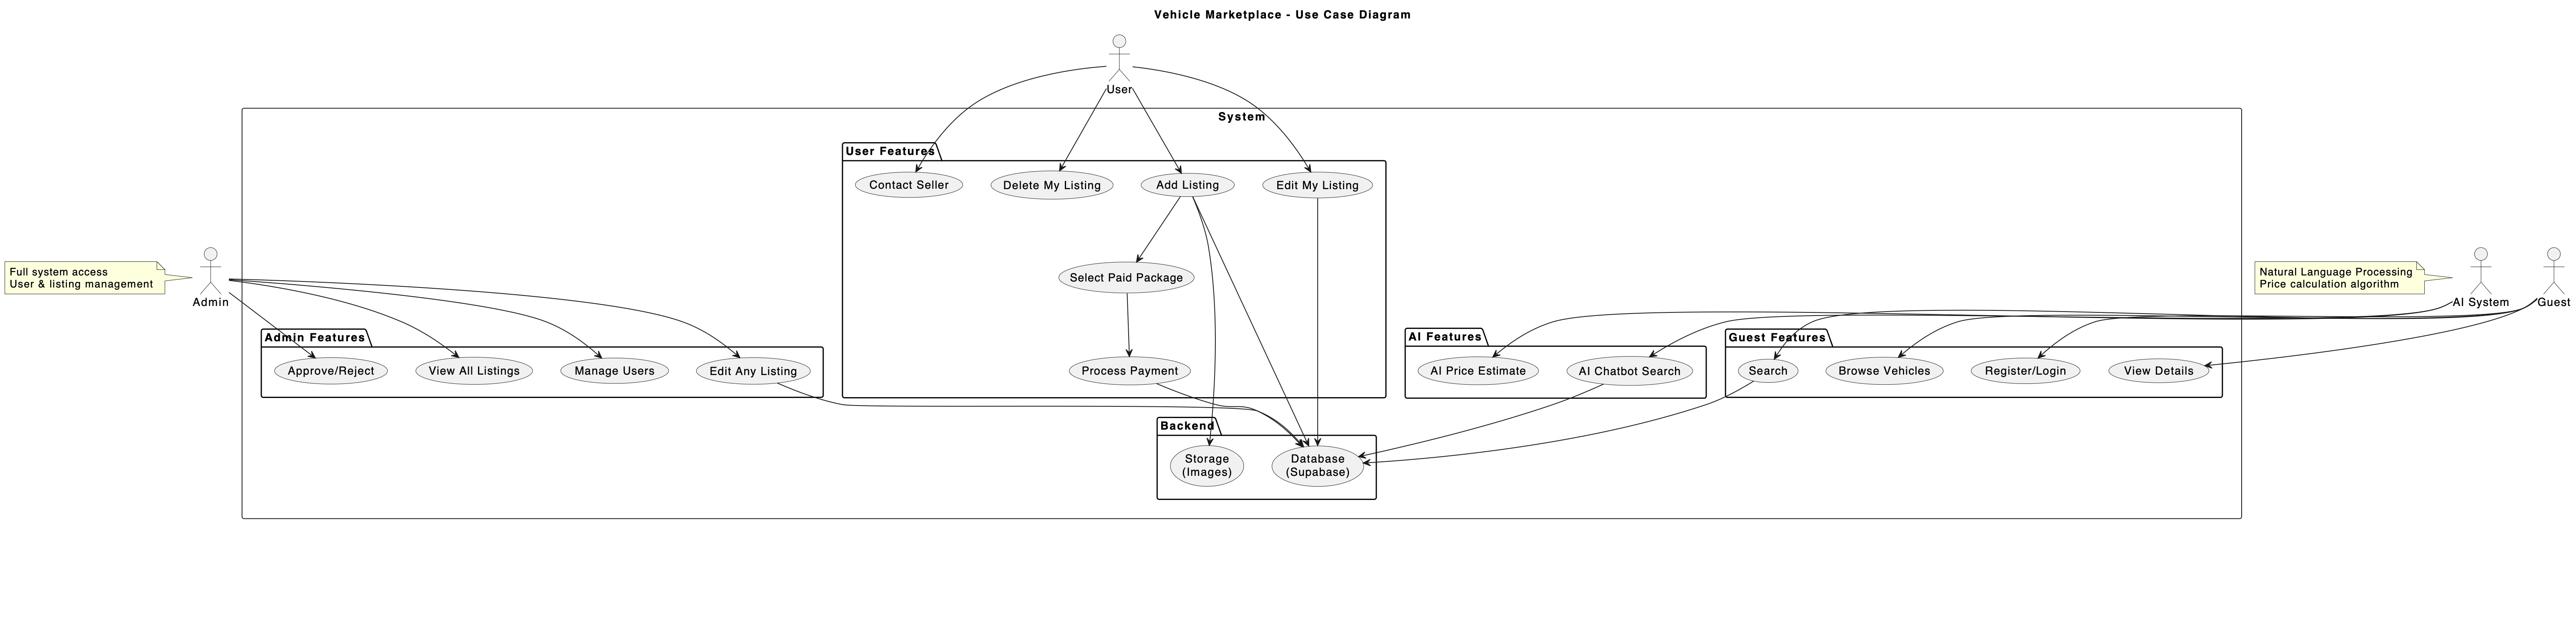 Vehicle Marketplace - Use Case Diagram
User
System
User Features
Contact Seller
Delete My Listing
Add Listing
Edit My Listing
Full system access
User & listing management
Admin
Select Paid Package
Natural Language Processing
Price calculation algorithm
AI System
Guest
Admin Features
Approve/Reject
View All Listings
Manage Users
Edit Any Listing
Process Payment
AI Features
AI Price Estimate
AI Chatbot Search
Guest Features
Search
Browse Vehicles
Register/Login
View Details
Backend
Storage
(Images)
Database
(Supabase)